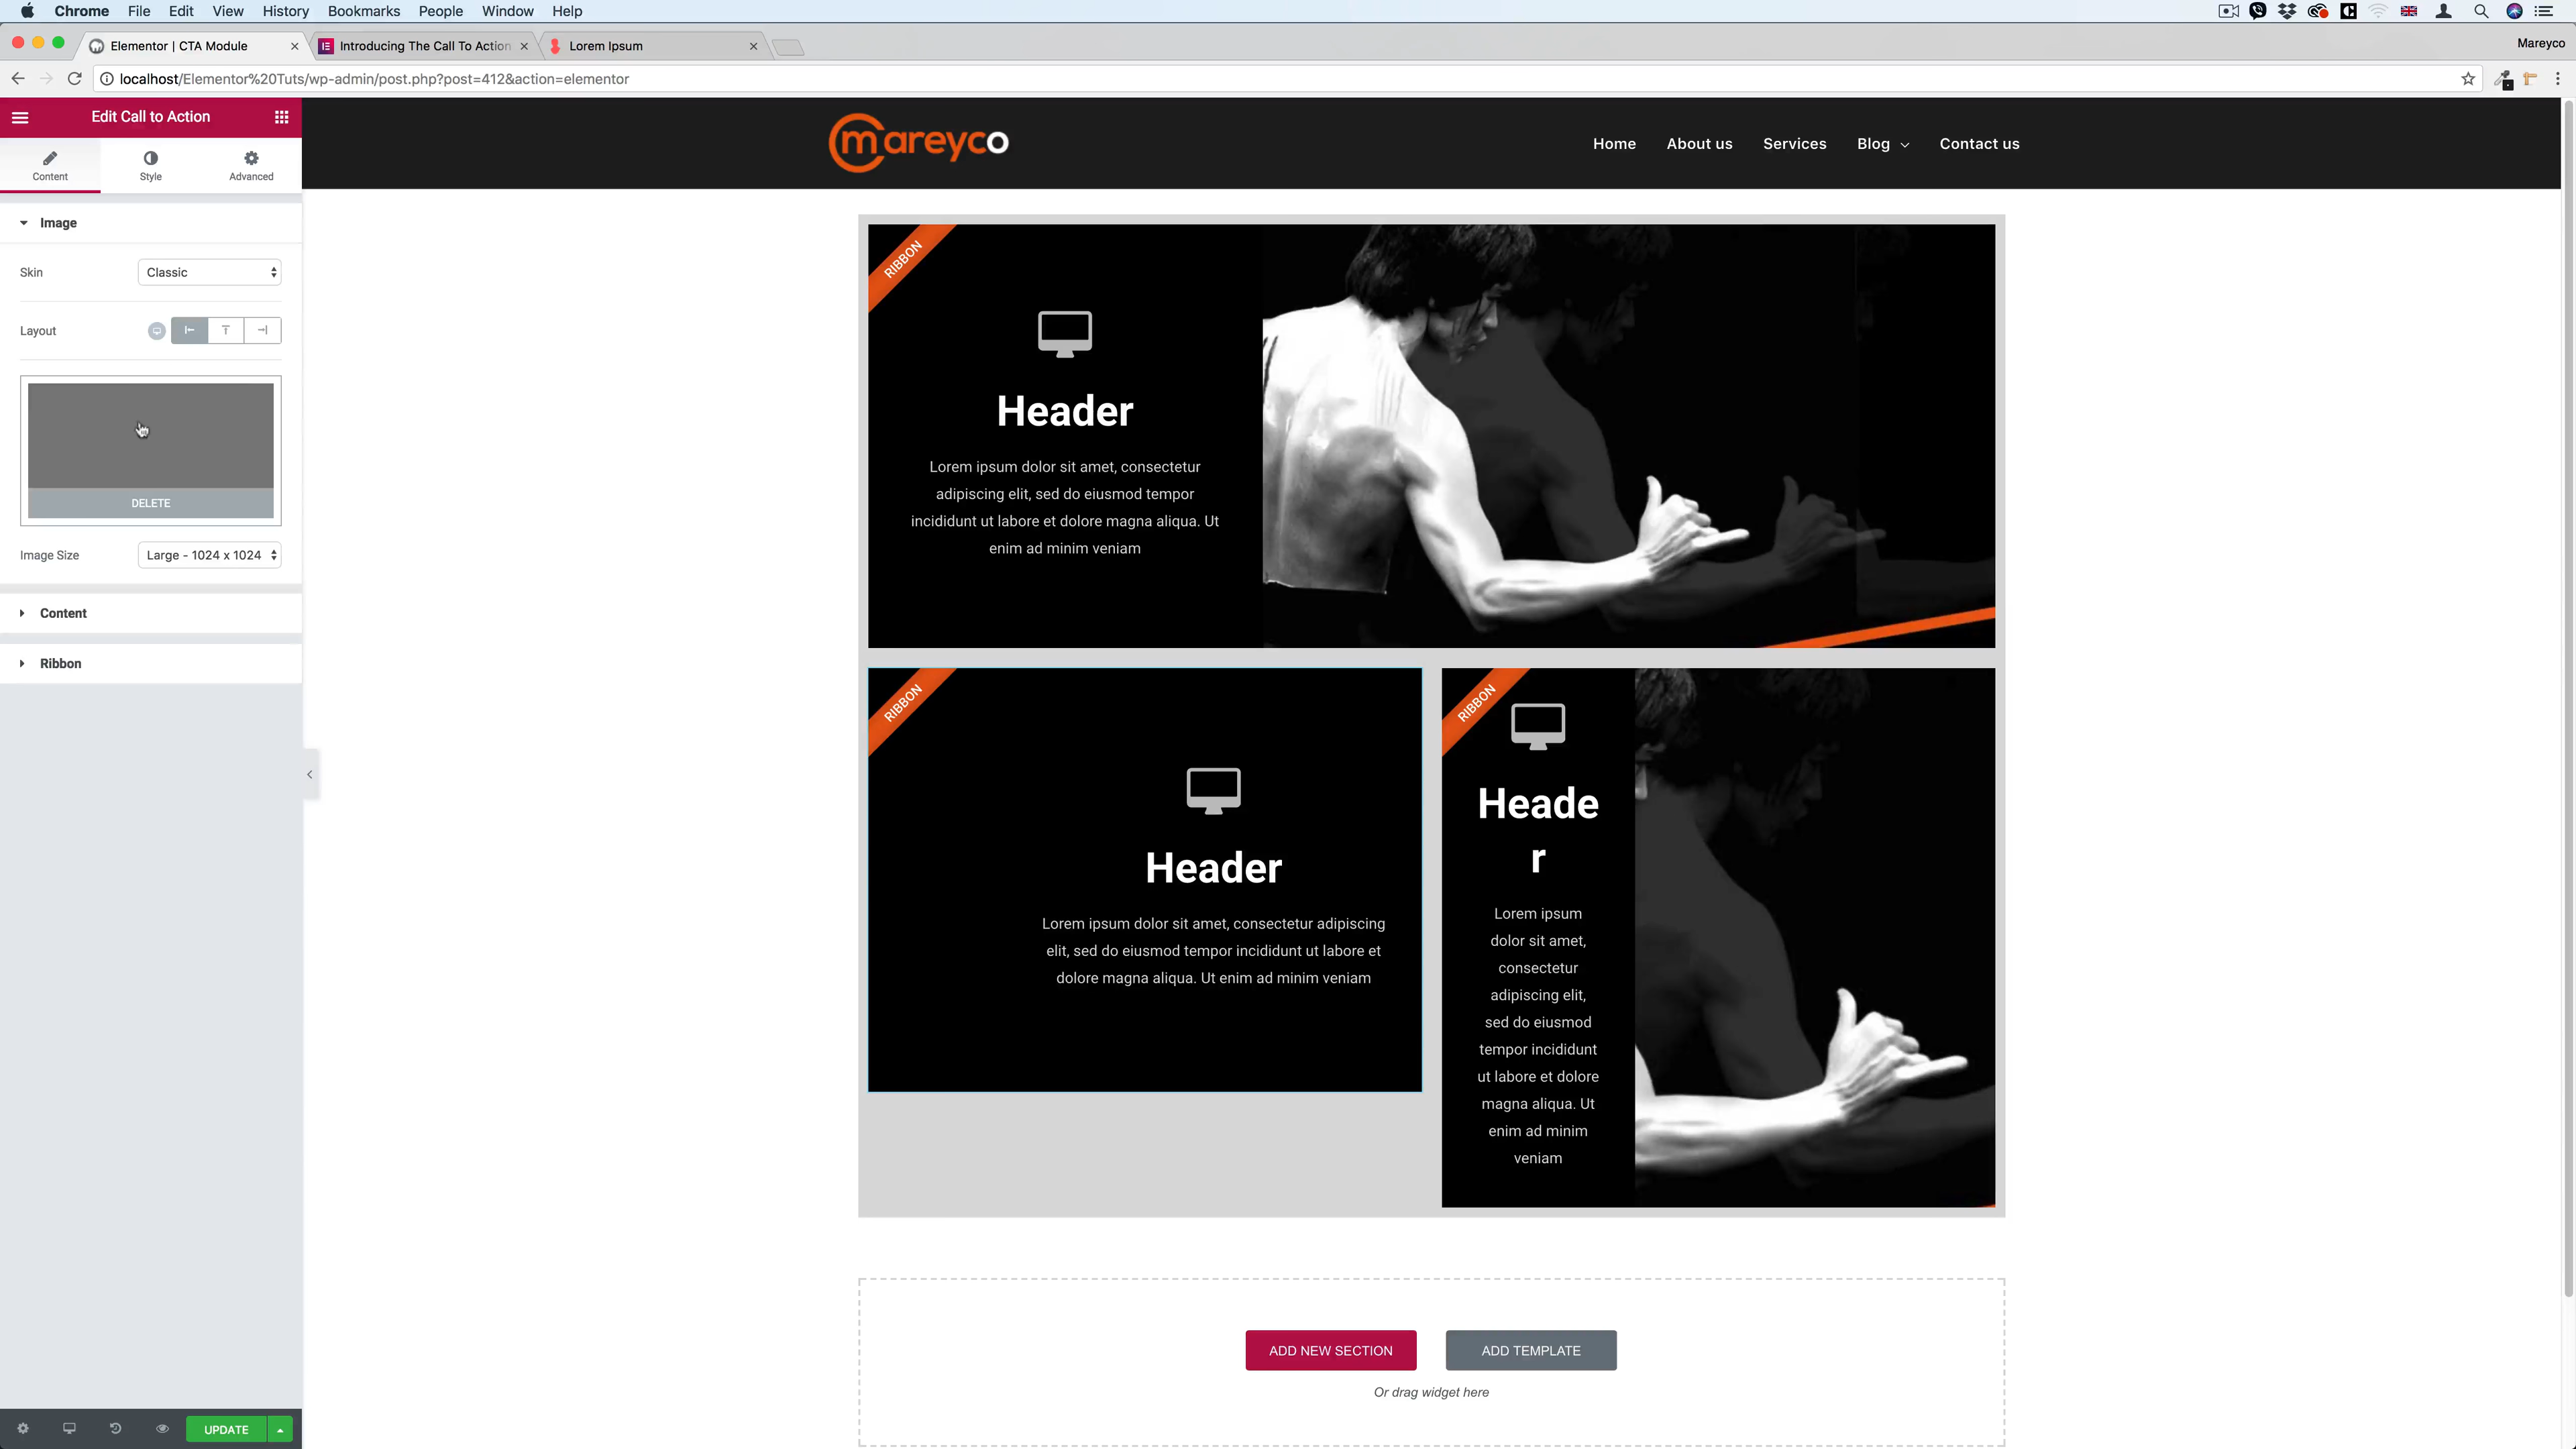 Chrome File Edit View History Bookmarks People Window Help
Elementor | CTA Module
Introducing The Call To Action
Lorem Ipsum
Mareyco
localhost/Elementor%20Tuts/wp-admin/post.php?post=412&action=elementor
Edit Call to Action
Content Style Advanced
Image
Skin Classic
Layout
DELETE
Image Size Large - 1024 x 1024
Content
Ribbon
UPDATE
mareyco
Home About us Services Blog Contact us
RIBBON
Header
Lorem ipsum dolor sit amet, consectetur
adipiscing elit, sed do eiusmod tempor
incididunt ut labore et dolore magna aliqua. Ut
enim ad minim veniam
RIBBON
Header
Lorem ipsum dolor sit amet, consectetur adipiscing
elit, sed do eiusmod tempor incididunt ut labore et
dolore magna aliqua. Ut enim ad minim veniam
RIBBON
Heade
r
Lorem ipsum
dolor sit amet,
consectetur
adipiscing elit,
sed do eiusmod
tempor incididunt
ut labore et dolore
magna aliqua. Ut
enim ad minim
veniam
ADD NEW SECTION
ADD TEMPLATE
Or drag widget here